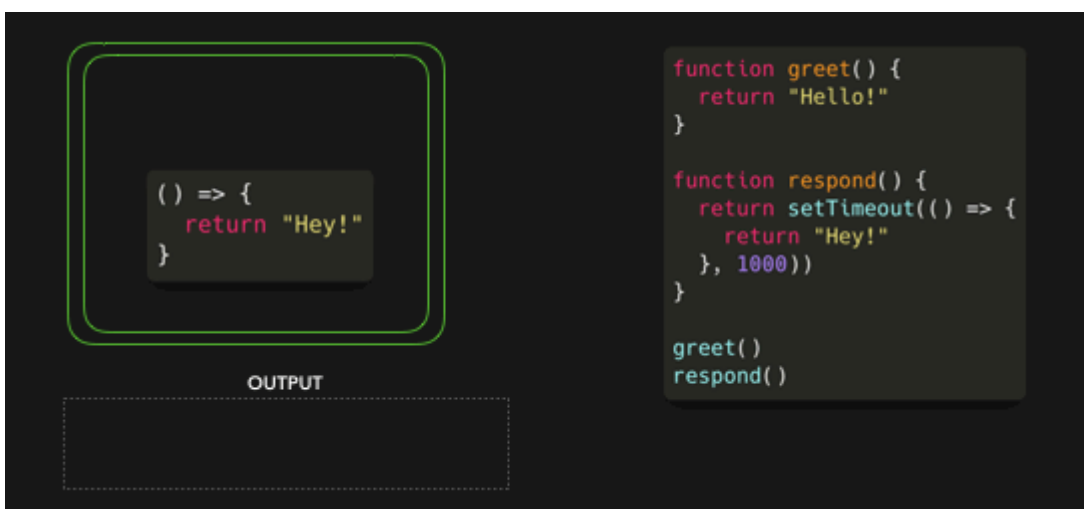 () => {
  return "Hey!"
}
OUTPUT
function greet() {
  return "Hello!"
}
function respond() {
  return setTimeout(() => {
    return "Hey!"
  }, 1000))
}
greet()
respond()